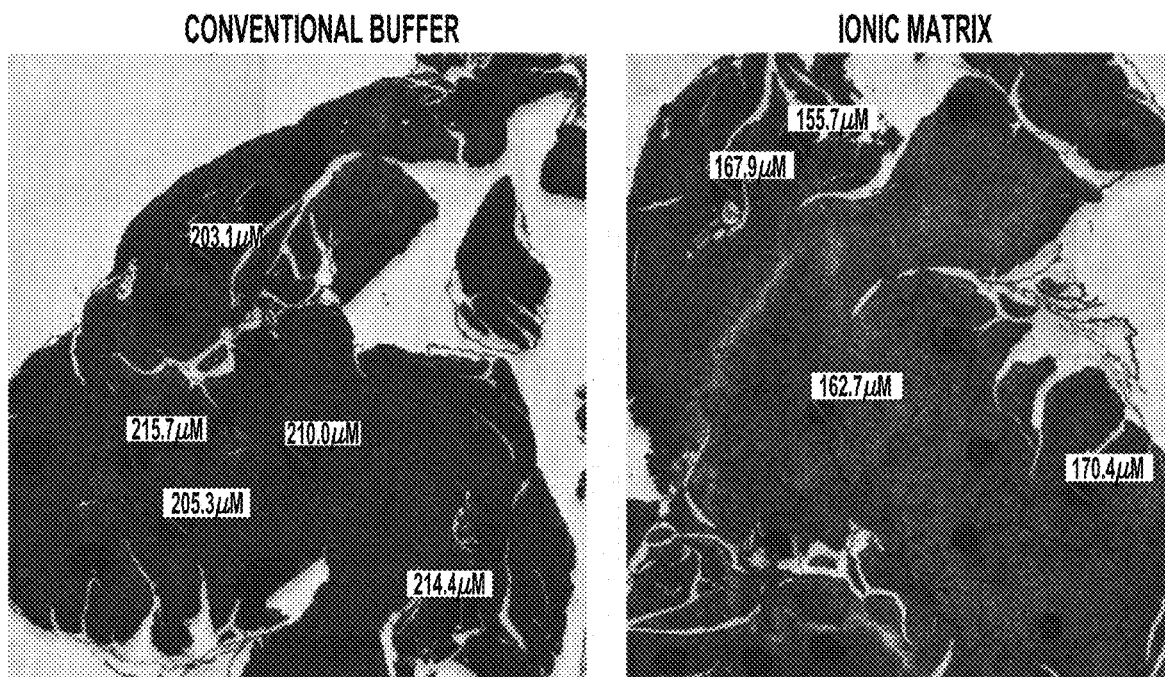 CONVENTIONAL BUFFER
203.1μM
215.7μM
210.0μM
205.3μM
214.4μM
IONIC MATRIX
155.7μM
167.9μM
162.7μM
170.4μM